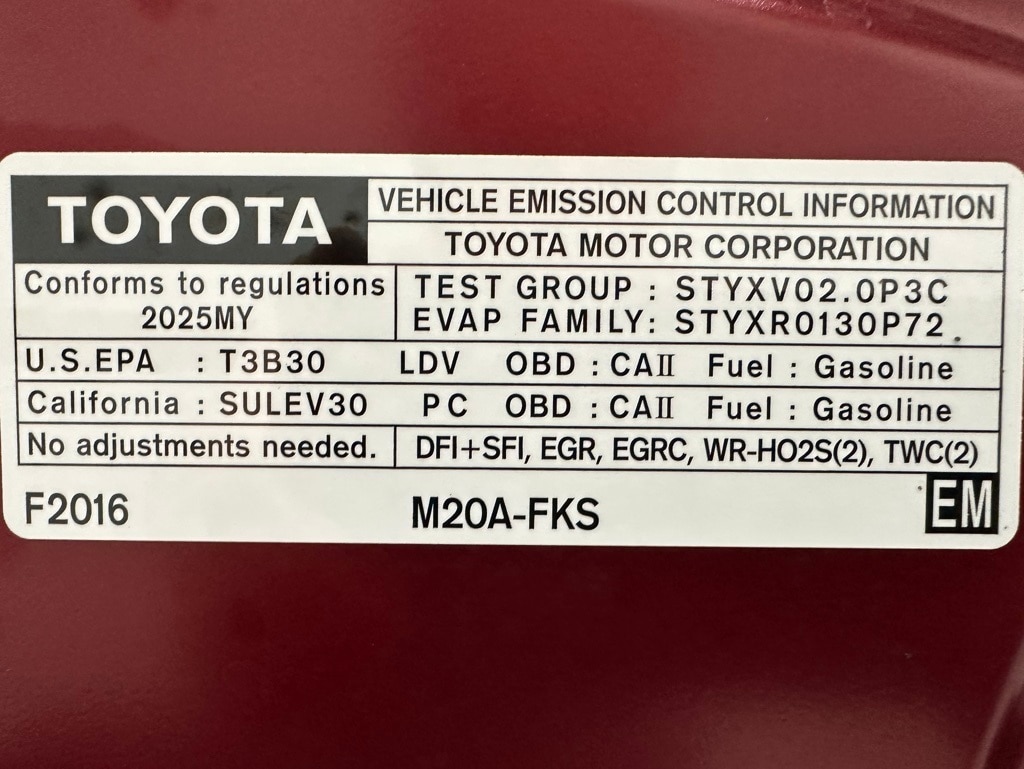 TOYOTA
VEHICLE EMISSION CONTROL INFORMATION
TOYOTA MOTOR CORPORATION
Conforms to regulations
2025MY
TEST GROUP : STYXV02.0P3C
EVAP FAMILY: STYXR0130P72
U.S.EPA : T3B30 LDV OBD : CAII Fuel : Gasoline
California : SULEV30 PC OBD : CAII Fuel : Gasoline
No adjustments needed.
DFI+SFI, EGR, EGRC, WR-HO2S(2), TWC(2)
F2016 M20A-FKS EM